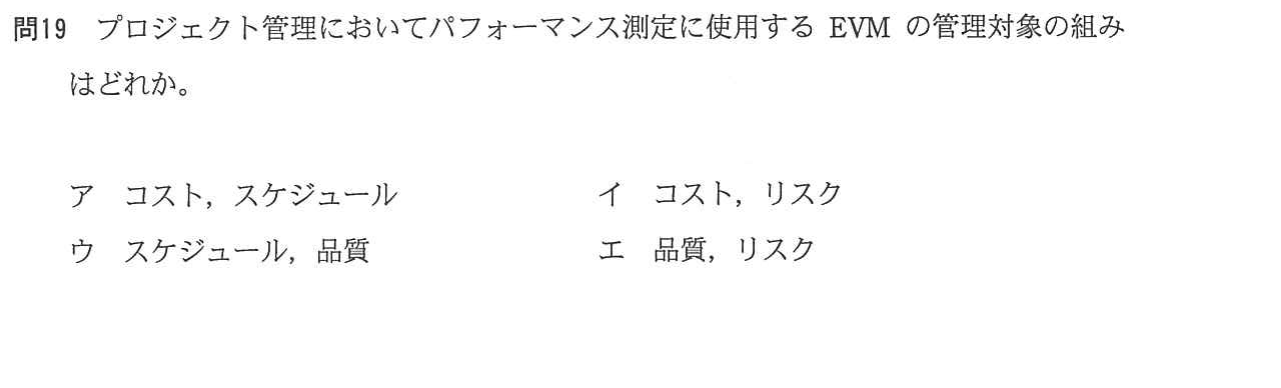 問19 プロジェクト管理においてパフォーマンス測定に使用する EVM の管理対象の組み
はどれか。
ア コスト，スケジュール イ コスト，リスク
ウ スケジュール，品質 エ 品質，リスク